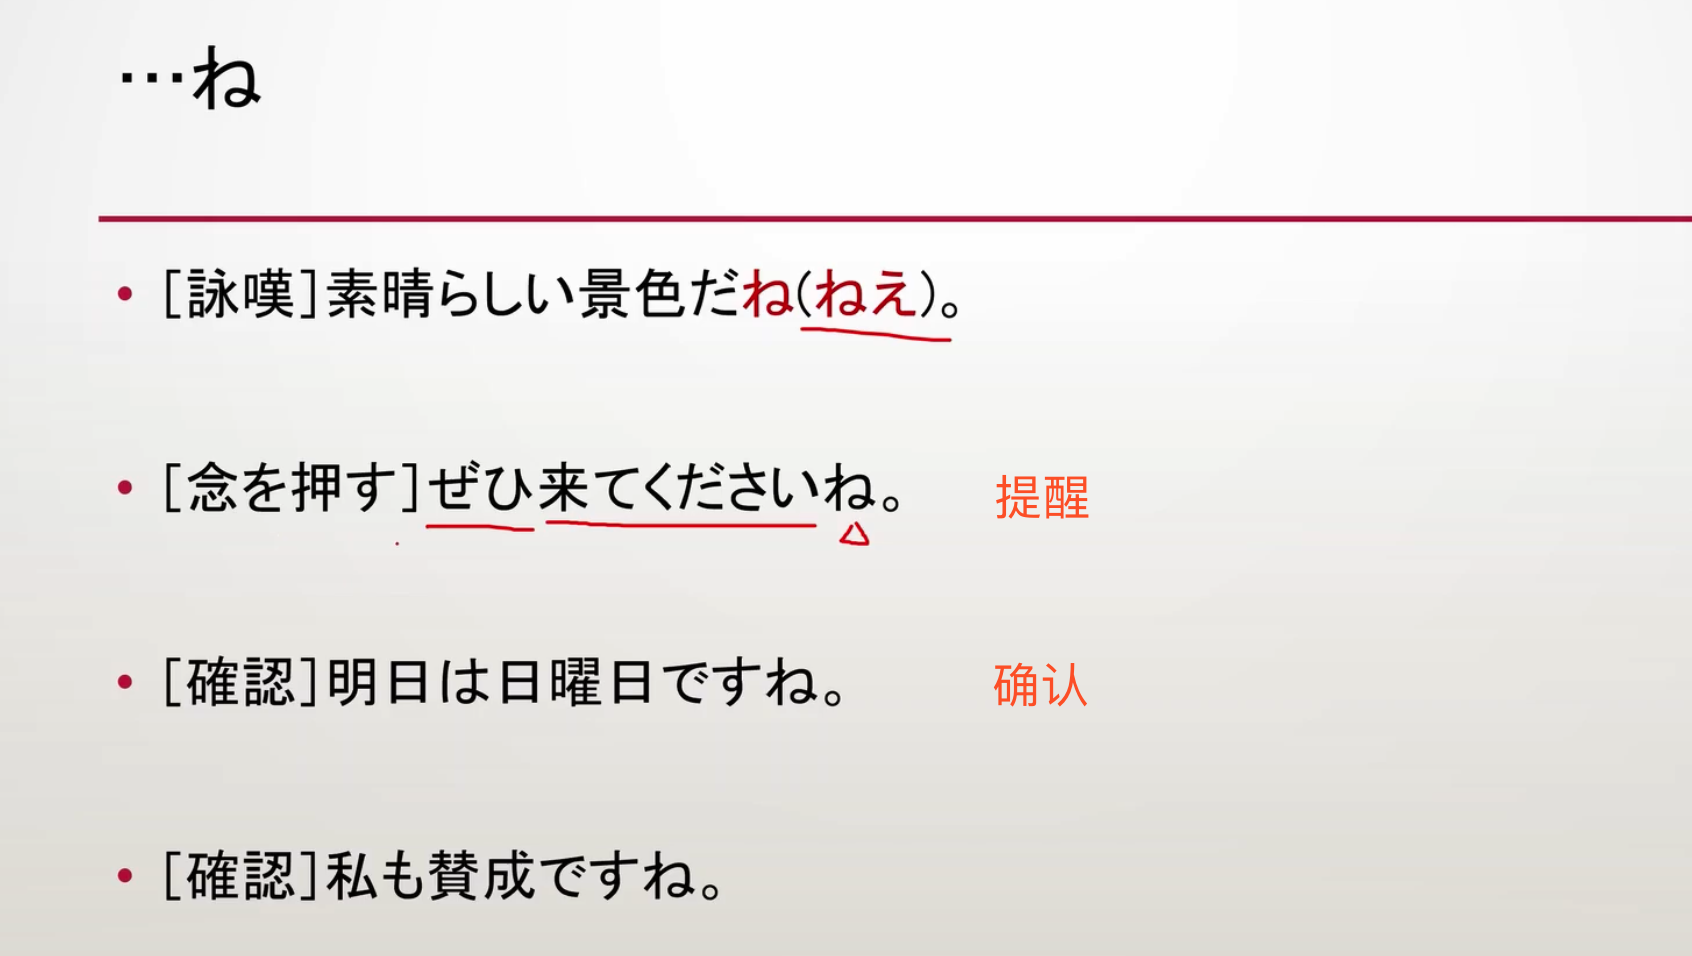 …ね
• [詠嘆]素晴らしい景色だね(ねえ)。
• [念を押す]ぜひ来てくださいね。 提醒
• [確認]明日は日曜日ですね。 确认
• [確認]私も賛成ですね。